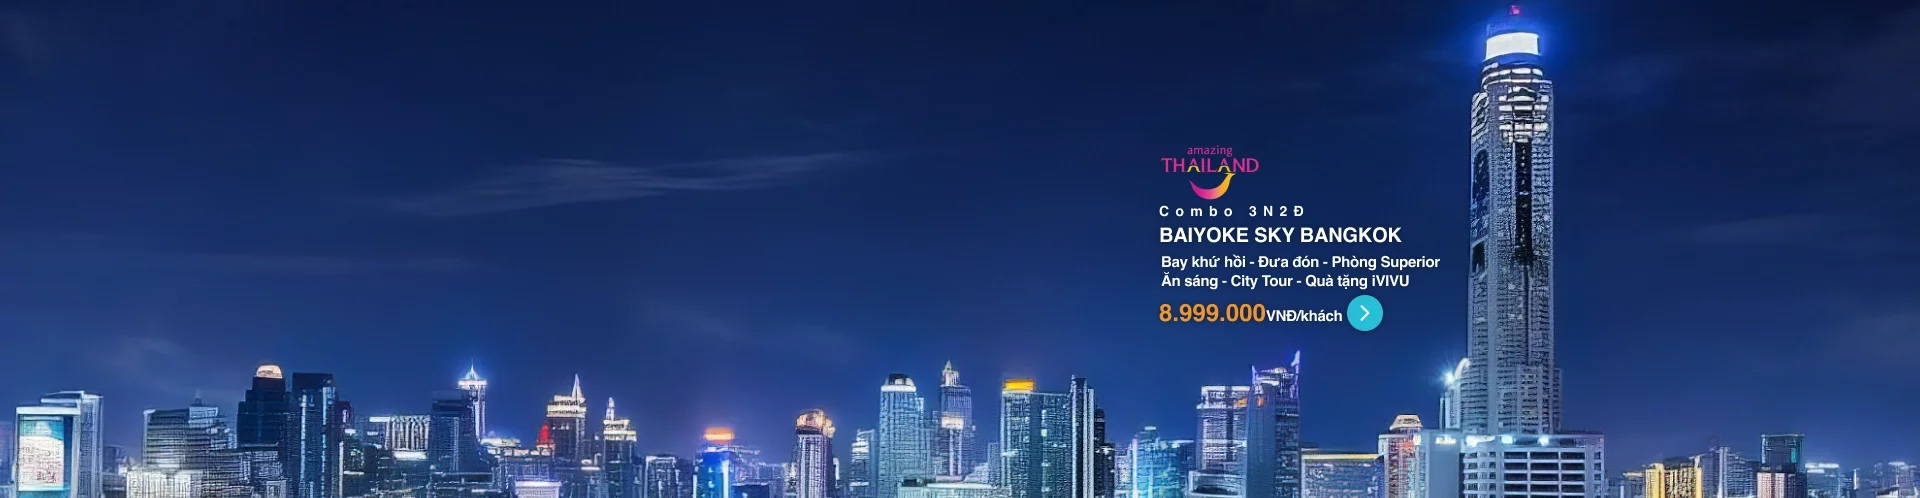 amazing
THAILAND
Combo 3N2Đ
BAIYOKE SKY BANGKOK
Bay khứ hồi - Đưa đón - Phòng Superior
Ăn sáng - City Tour - Quà tặng iVIVU
8.999.000VNĐ/khách